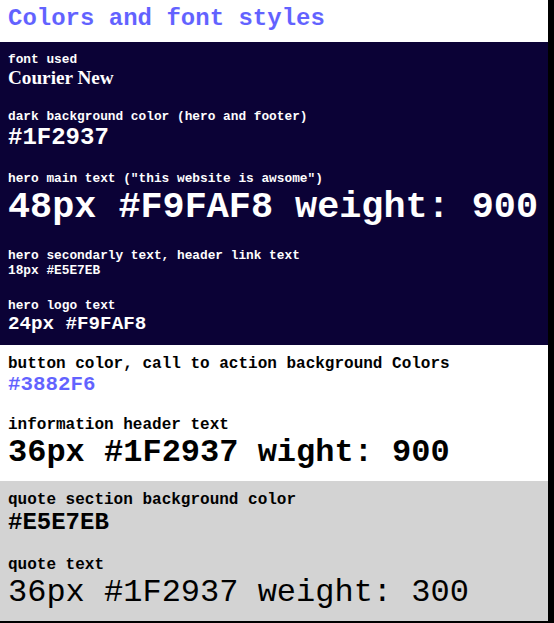 Colors and font styles
font used
Courier New
dark background color (hero and footer)
#1F2937
hero main text ("this website is awsome")
48px #F9FAF8 weight: 900
hero secondarly text, header link text
18px #E5E7EB
hero logo text
24px #F9FAF8
button color, call to action background Colors
#3882F6
information header text
36px #1F2937 wight: 900
quote section background color
#E5E7EB
quote text
36px #1F2937 weight: 300